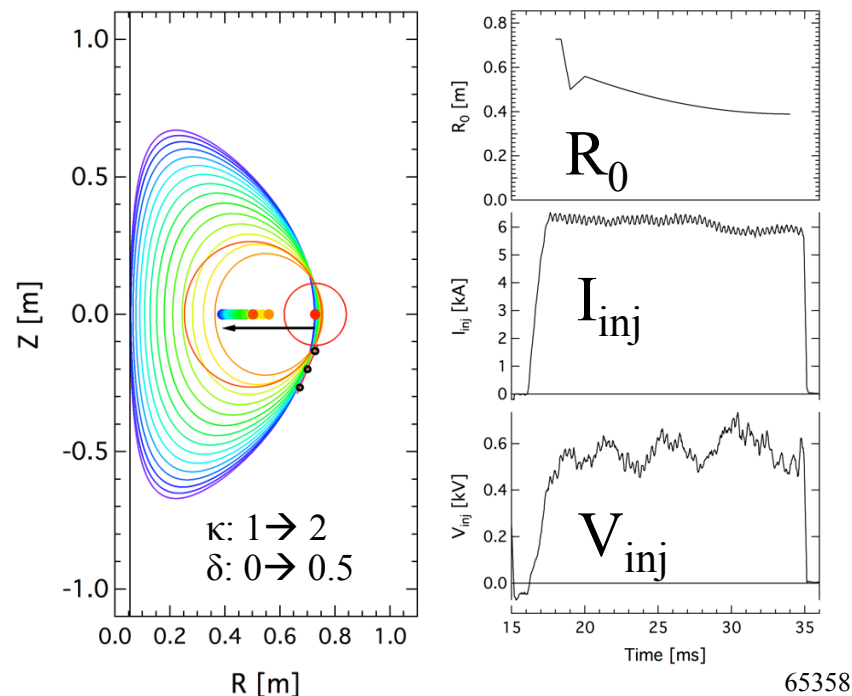 1.0
0.5
0.0
-0.5
-1.0
Z [m]
κ: 1→ 2
δ: 0→ 0.5
0.0 0.2 0.4 0.6 0.8 1.0
R [m]
0.8
0.6
0.4
0.2
0.0
R0 [m]
R0
6
5
4
3
2
1
0
Iinj [kA]
Iinj
0.6
0.4
0.2
0.0
Vinj [kV]
Vinj
15 20 25 30 35
Time [ms]
65358